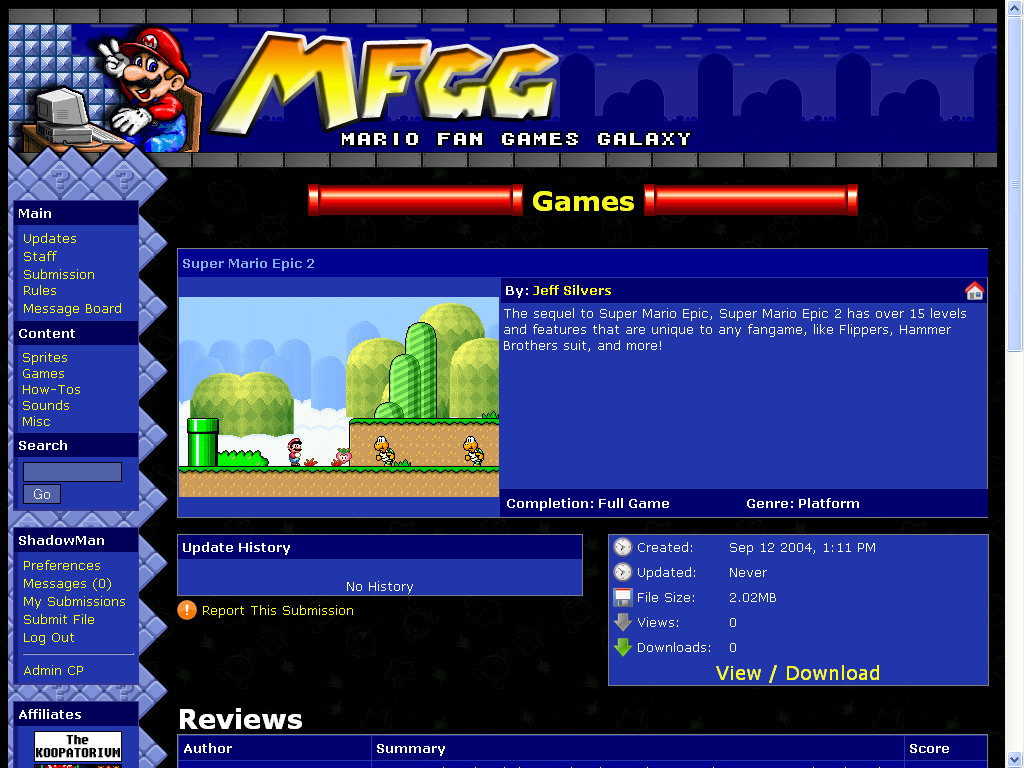 MFGG
MARIO FAN GAMES GALAXY
Games
Main
Updates
Staff
Submission
Rules
Message Board
Content
Sprites
Games
How-Tos
Sounds
Misc
Search
Go
ShadowMan
Preferences
Messages (0)
My Submissions
Submit File
Log Out
Admin CP
Affiliates
The
KOOPATORIUM
Super Mario Epic 2
By: Jeff Silvers
The sequel to Super Mario Epic, Super Mario Epic 2 has over 15 levels
and features that are unique to any fangame, like Flippers, Hammer
Brothers suit, and more!
Completion: Full Game Genre: Platform
Update History
No History
Report This Submission
Created: Sep 12 2004, 1:11 PM
Updated: Never
File Size: 2.02MB
Views: 0
Downloads: 0
View / Download
Reviews
Author Summary Score